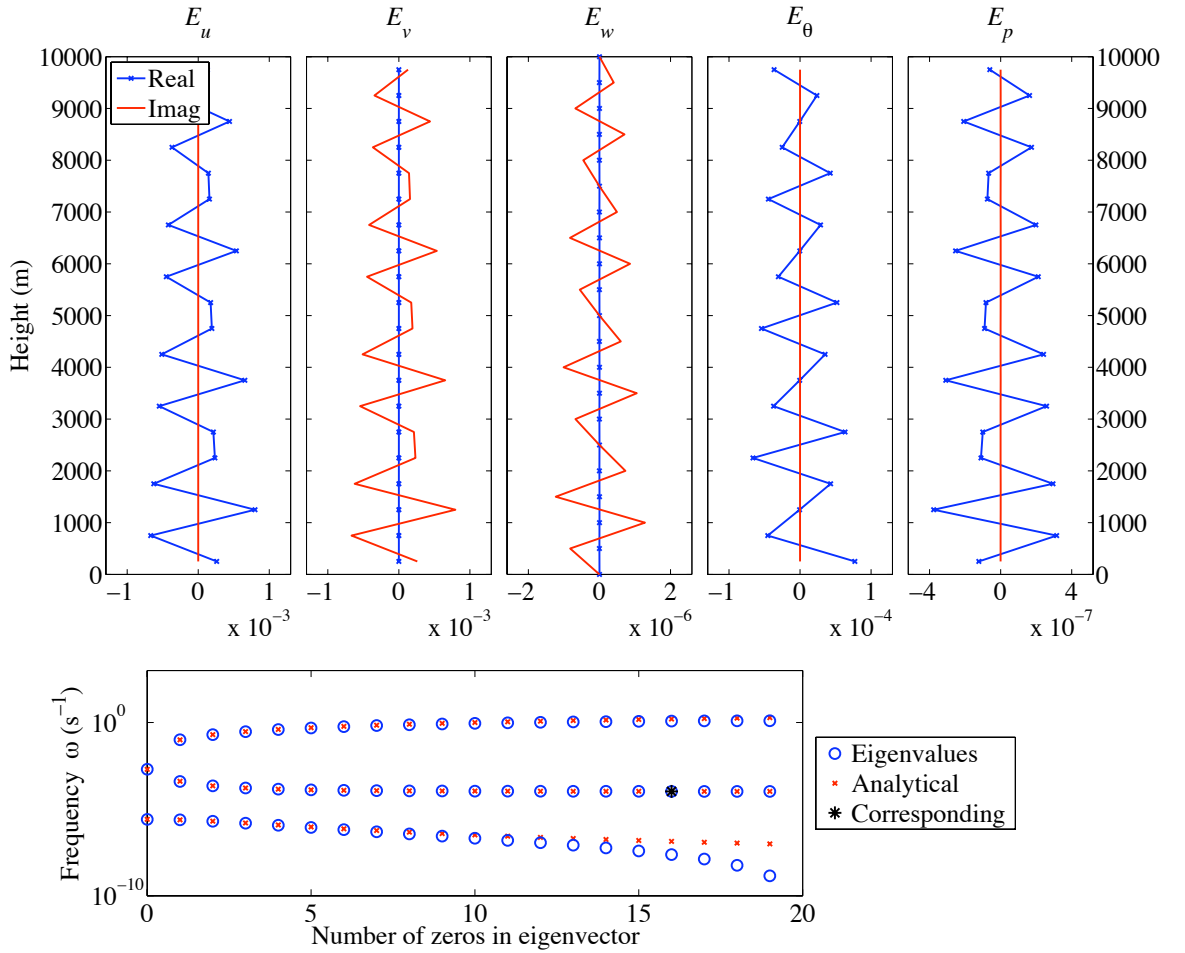 E_u E_v E_w E_θ E_p
10000 10000
Real
Imag
9000 9000
8000 8000
7000 7000
6000 6000
5000 5000
4000 4000
3000 3000
2000 2000
1000 1000
0 0
Height (m)
−1 0 1 −1 0 1 −2 0 2 −1 0 1 −4 0 4
x 10^−3 x 10^−3 x 10^−6 x 10^−4 x 10^−7
10^0
10^−10
Frequency ω (s^−1)
0 5 10 15 20
Number of zeros in eigenvector
Eigenvalues
Analytical
Corresponding